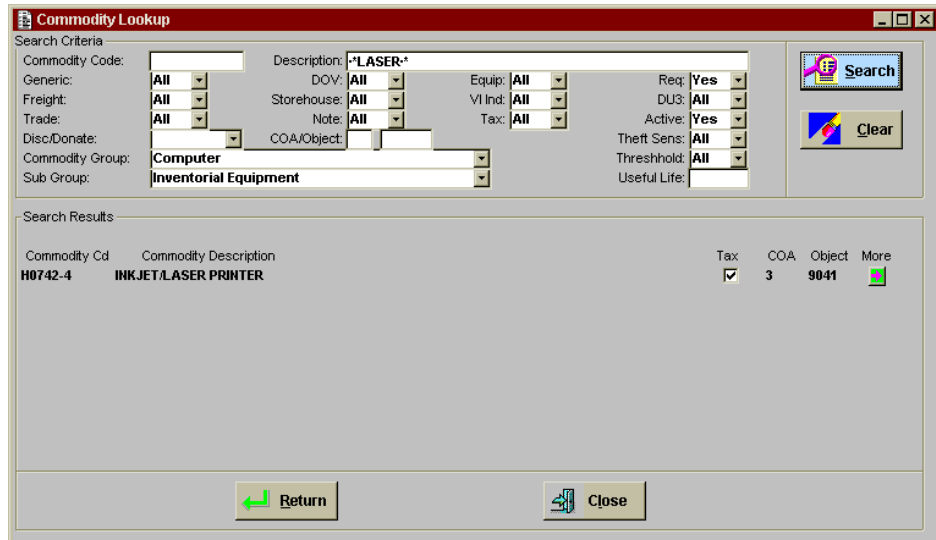 Commodity Lookup
Search Criteria
Commodity Code: Description: *LASER*
Generic: All DOV: All Equip: All Req: Yes
Freight: All Storehouse: All VI Ind: All DU3: All
Trade: All Note: All Tax: All Active: Yes
Disc/Donate: COA/Object: Theft Sens: All
Commodity Group: Computer Threshhold: All
Sub Group: Inventorial Equipment Useful Life:
Search
Clear
Search Results
Commodity Cd Commodity Description Tax COA Object More
H0742-4 INKJET/LASER PRINTER 3 9041
Return Close